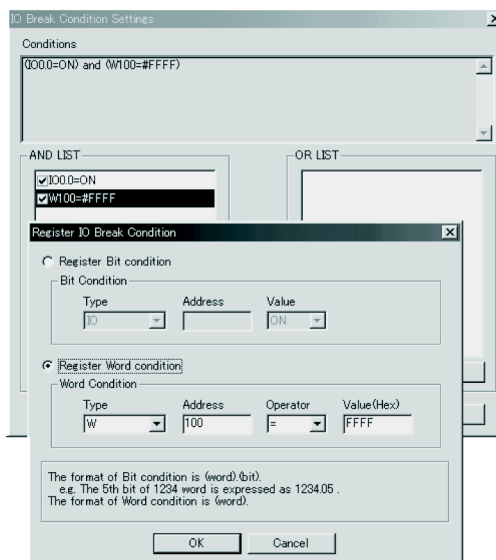 IO Break Condition Settings
Conditions
(IO0.0=ON) and (W100=#FFFF)
AND LIST
OR LIST
IO0.0=ON
W100=#FFFF
Register IO Break Condition
Register Bit condition
Bit Condition
Type Address Value
IO ON
Register Word condition
Word Condition
Type Address Operator Value(Hex)
W 100 = FFFF
The format of Bit condition is (word).(bit).
e.g. The 5th bit of 1234 word is expressed as 1234.05 .
The format of Word condition is (word).
OK Cancel